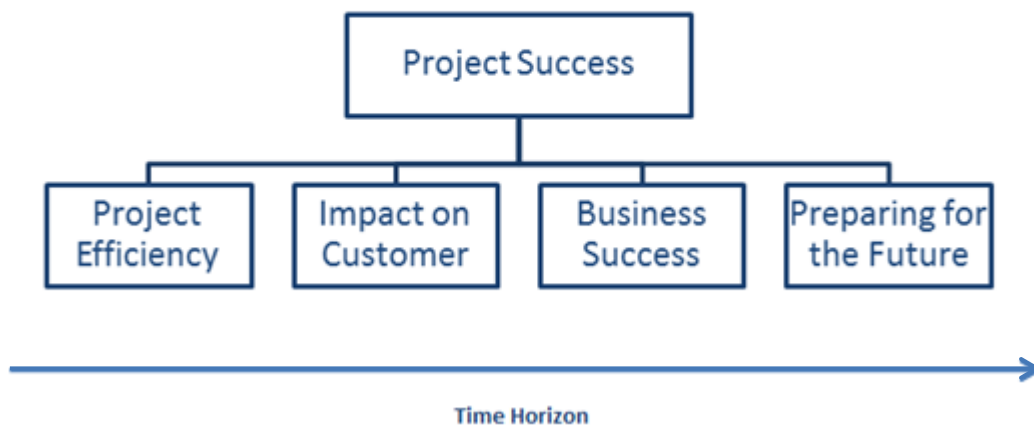 Project Success
Project
Efficiency
Impact on
Customer
Business
Success
Preparing for
the Future
Time Horizon